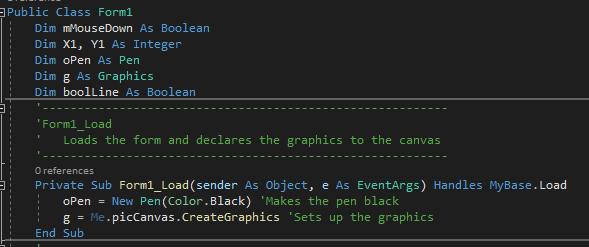 Public Class Form1
Dim mMouseDown As Boolean
Dim X1, Y1 As Integer
Dim oPen As Pen
Dim g As Graphics
Dim boolLine As Boolean
'----------------------------------------------------------
'Form1_Load
'   Loads the form and declares the graphics to the canvas
'----------------------------------------------------------
0 references
Private Sub Form1_Load(sender As Object, e As EventArgs) Handles MyBase.Load
oPen = New Pen(Color.Black) 'Makes the pen black
g = Me.picCanvas.CreateGraphics 'Sets up the graphics
End Sub